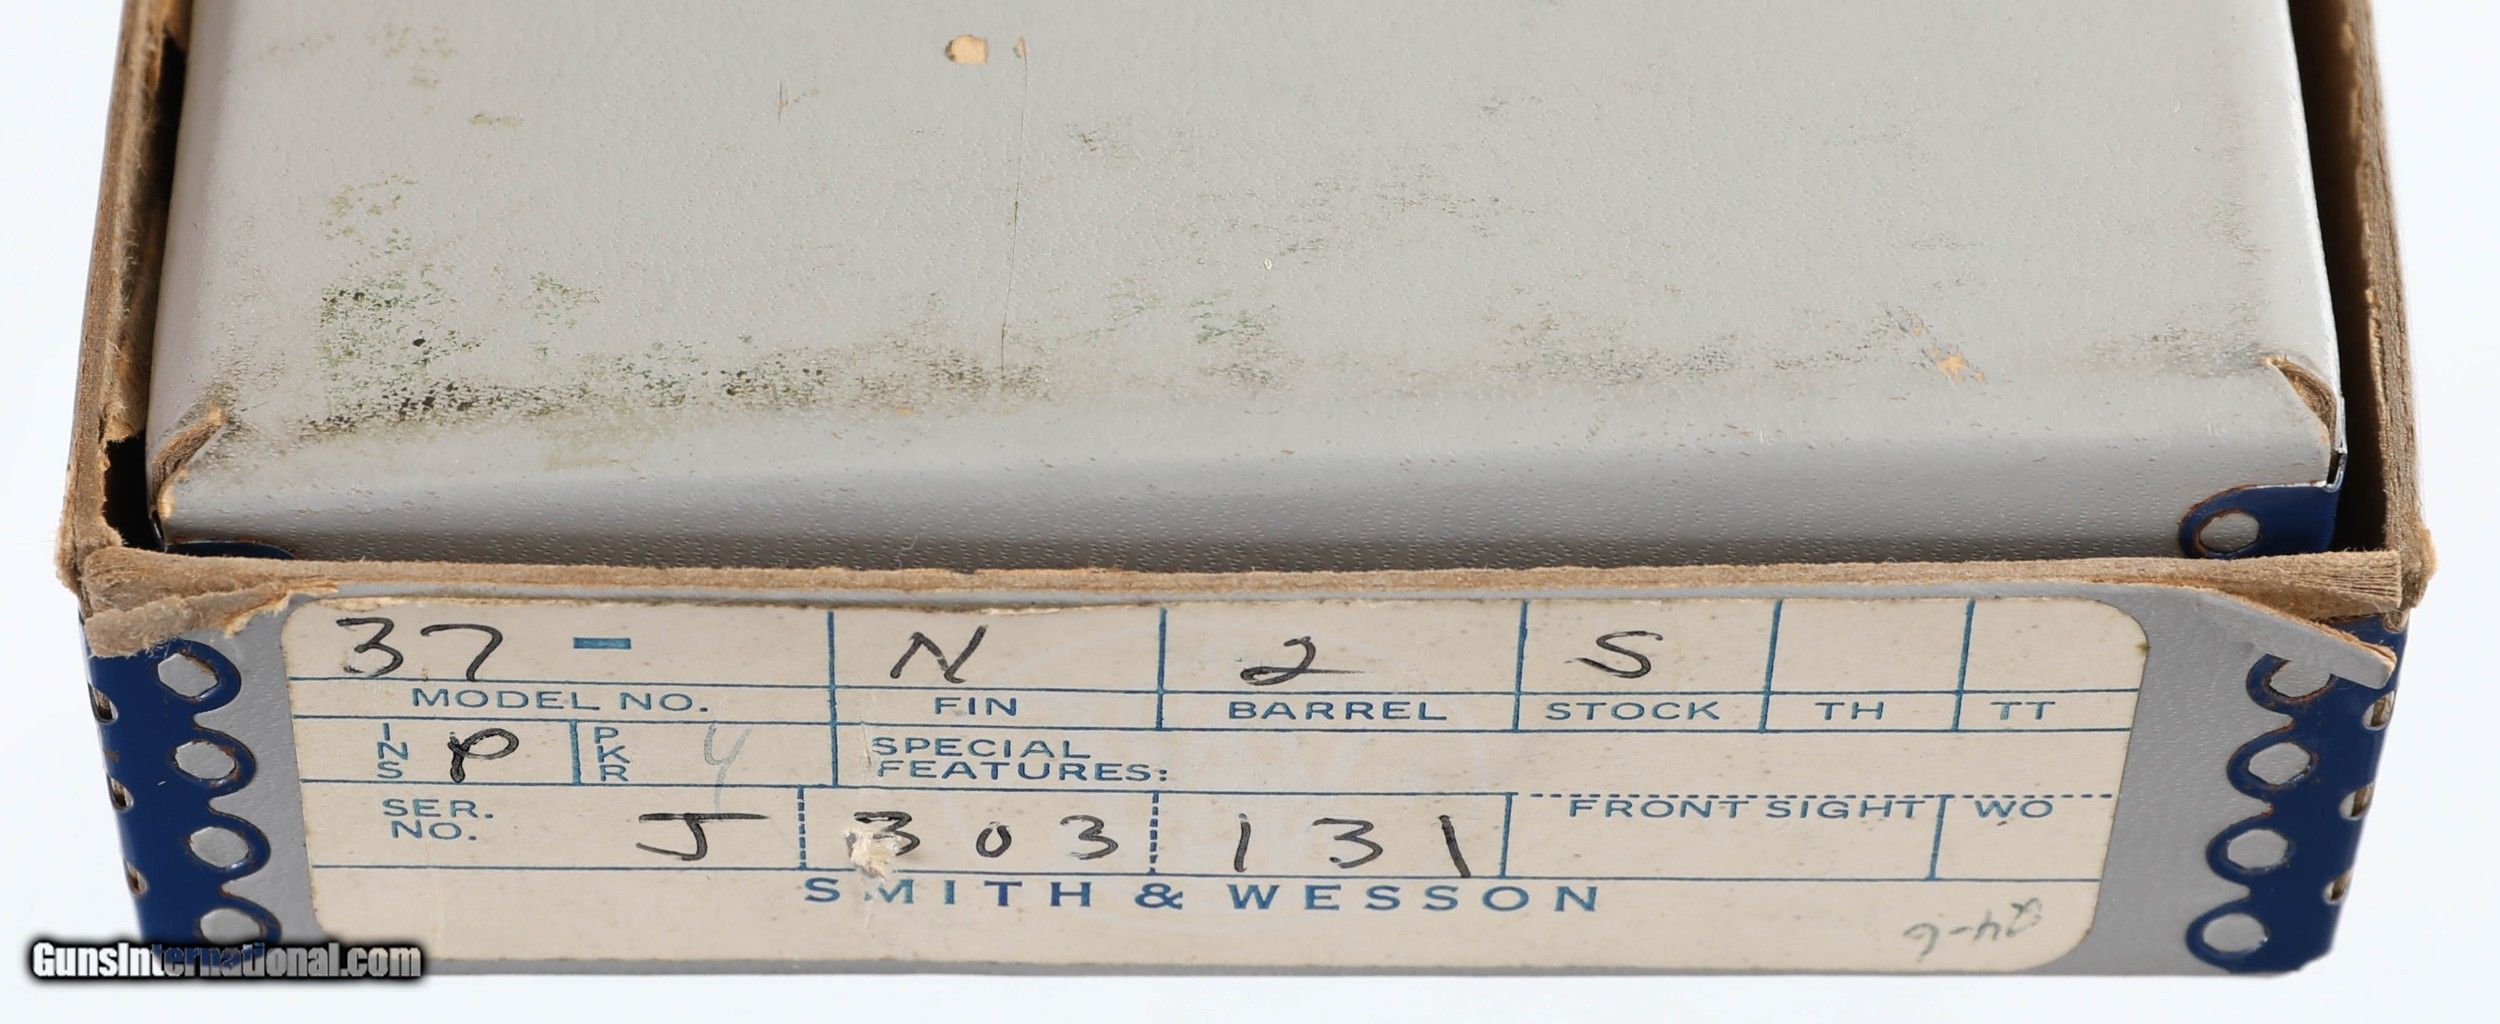 37 - N 2 S
MODEL NO. FIN BARREL STOCK TH TT
INS P PKR y SPECIAL FEATURES:
SER. NO. J 303 131 FRONT SIGHT WO
SMITH & WESSON
GunsInternational.com